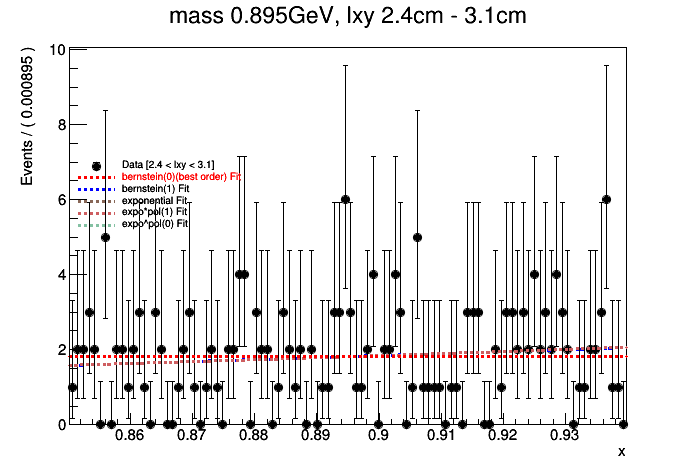 mass 0.895GeV, lxy 2.4cm - 3.1cm
Events / ( 0.000895 )
10
8
6
4
2
0
Data [2.4 < lxy < 3.1]
bernstein(0)(best order) Fit
bernstein(1) Fit
exponential Fit
expo*pol(1) Fit
expo^pol(0) Fit
0.86 0.87 0.88 0.89 0.9 0.91 0.92 0.93
x